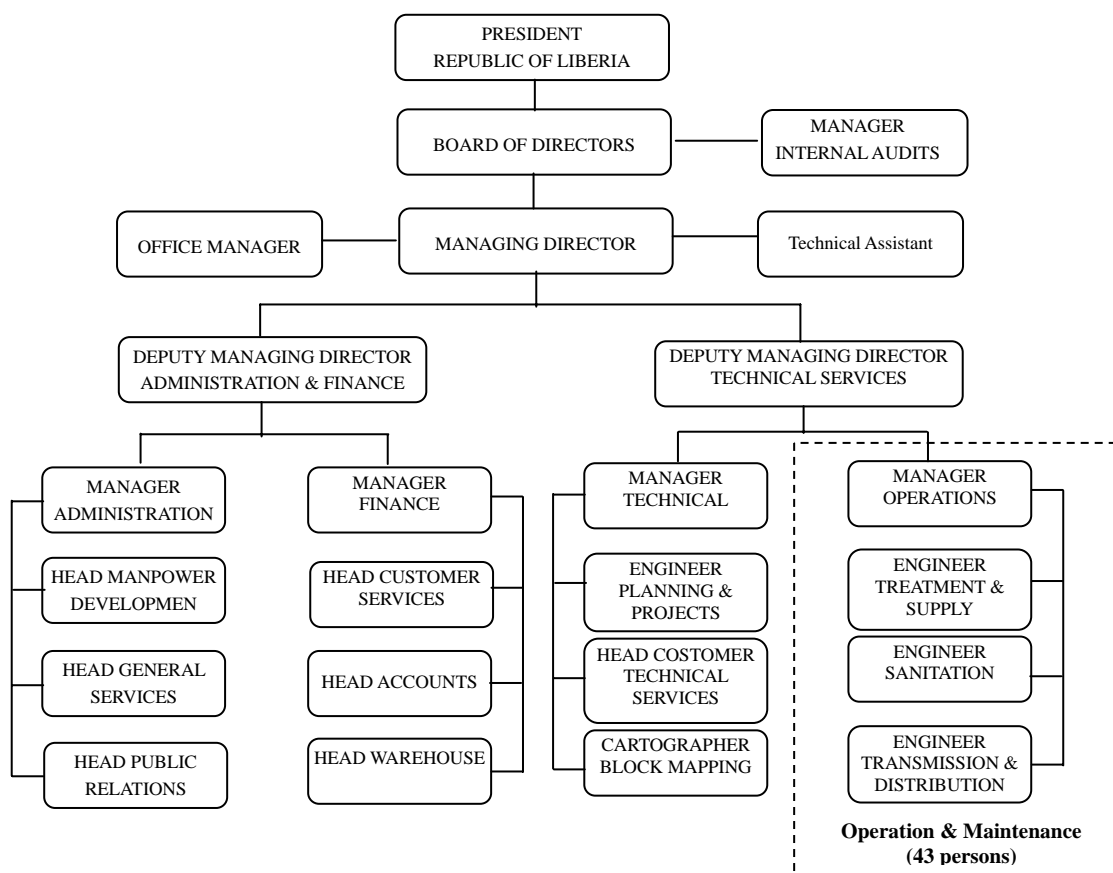 PRESIDENT
REPUBLIC OF LIBERIA
BOARD OF DIRECTORS
MANAGER
INTERNAL AUDITS
OFFICE MANAGER
MANAGING DIRECTOR
Technical Assistant
DEPUTY MANAGING DIRECTOR
ADMINISTRATION & FINANCE
DEPUTY MANAGING DIRECTOR
TECHNICAL SERVICES
MANAGER
ADMINISTRATION
MANAGER
FINANCE
MANAGER
TECHNICAL
MANAGER
OPERATIONS
HEAD MANPOWER
DEVELOPMEN
HEAD CUSTOMER
SERVICES
ENGINEER
PLANNING &
PROJECTS
ENGINEER
TREATMENT &
SUPPLY
HEAD GENERAL
SERVICES
HEAD ACCOUNTS
HEAD COSTOMER
TECHNICAL
SERVICES
ENGINEER
SANITATION
HEAD PUBLIC
RELATIONS
HEAD WAREHOUSE
CARTOGRAPHER
BLOCK MAPPING
ENGINEER
TRANSMISSION &
DISTRIBUTION
Operation & Maintenance
(43 persons)